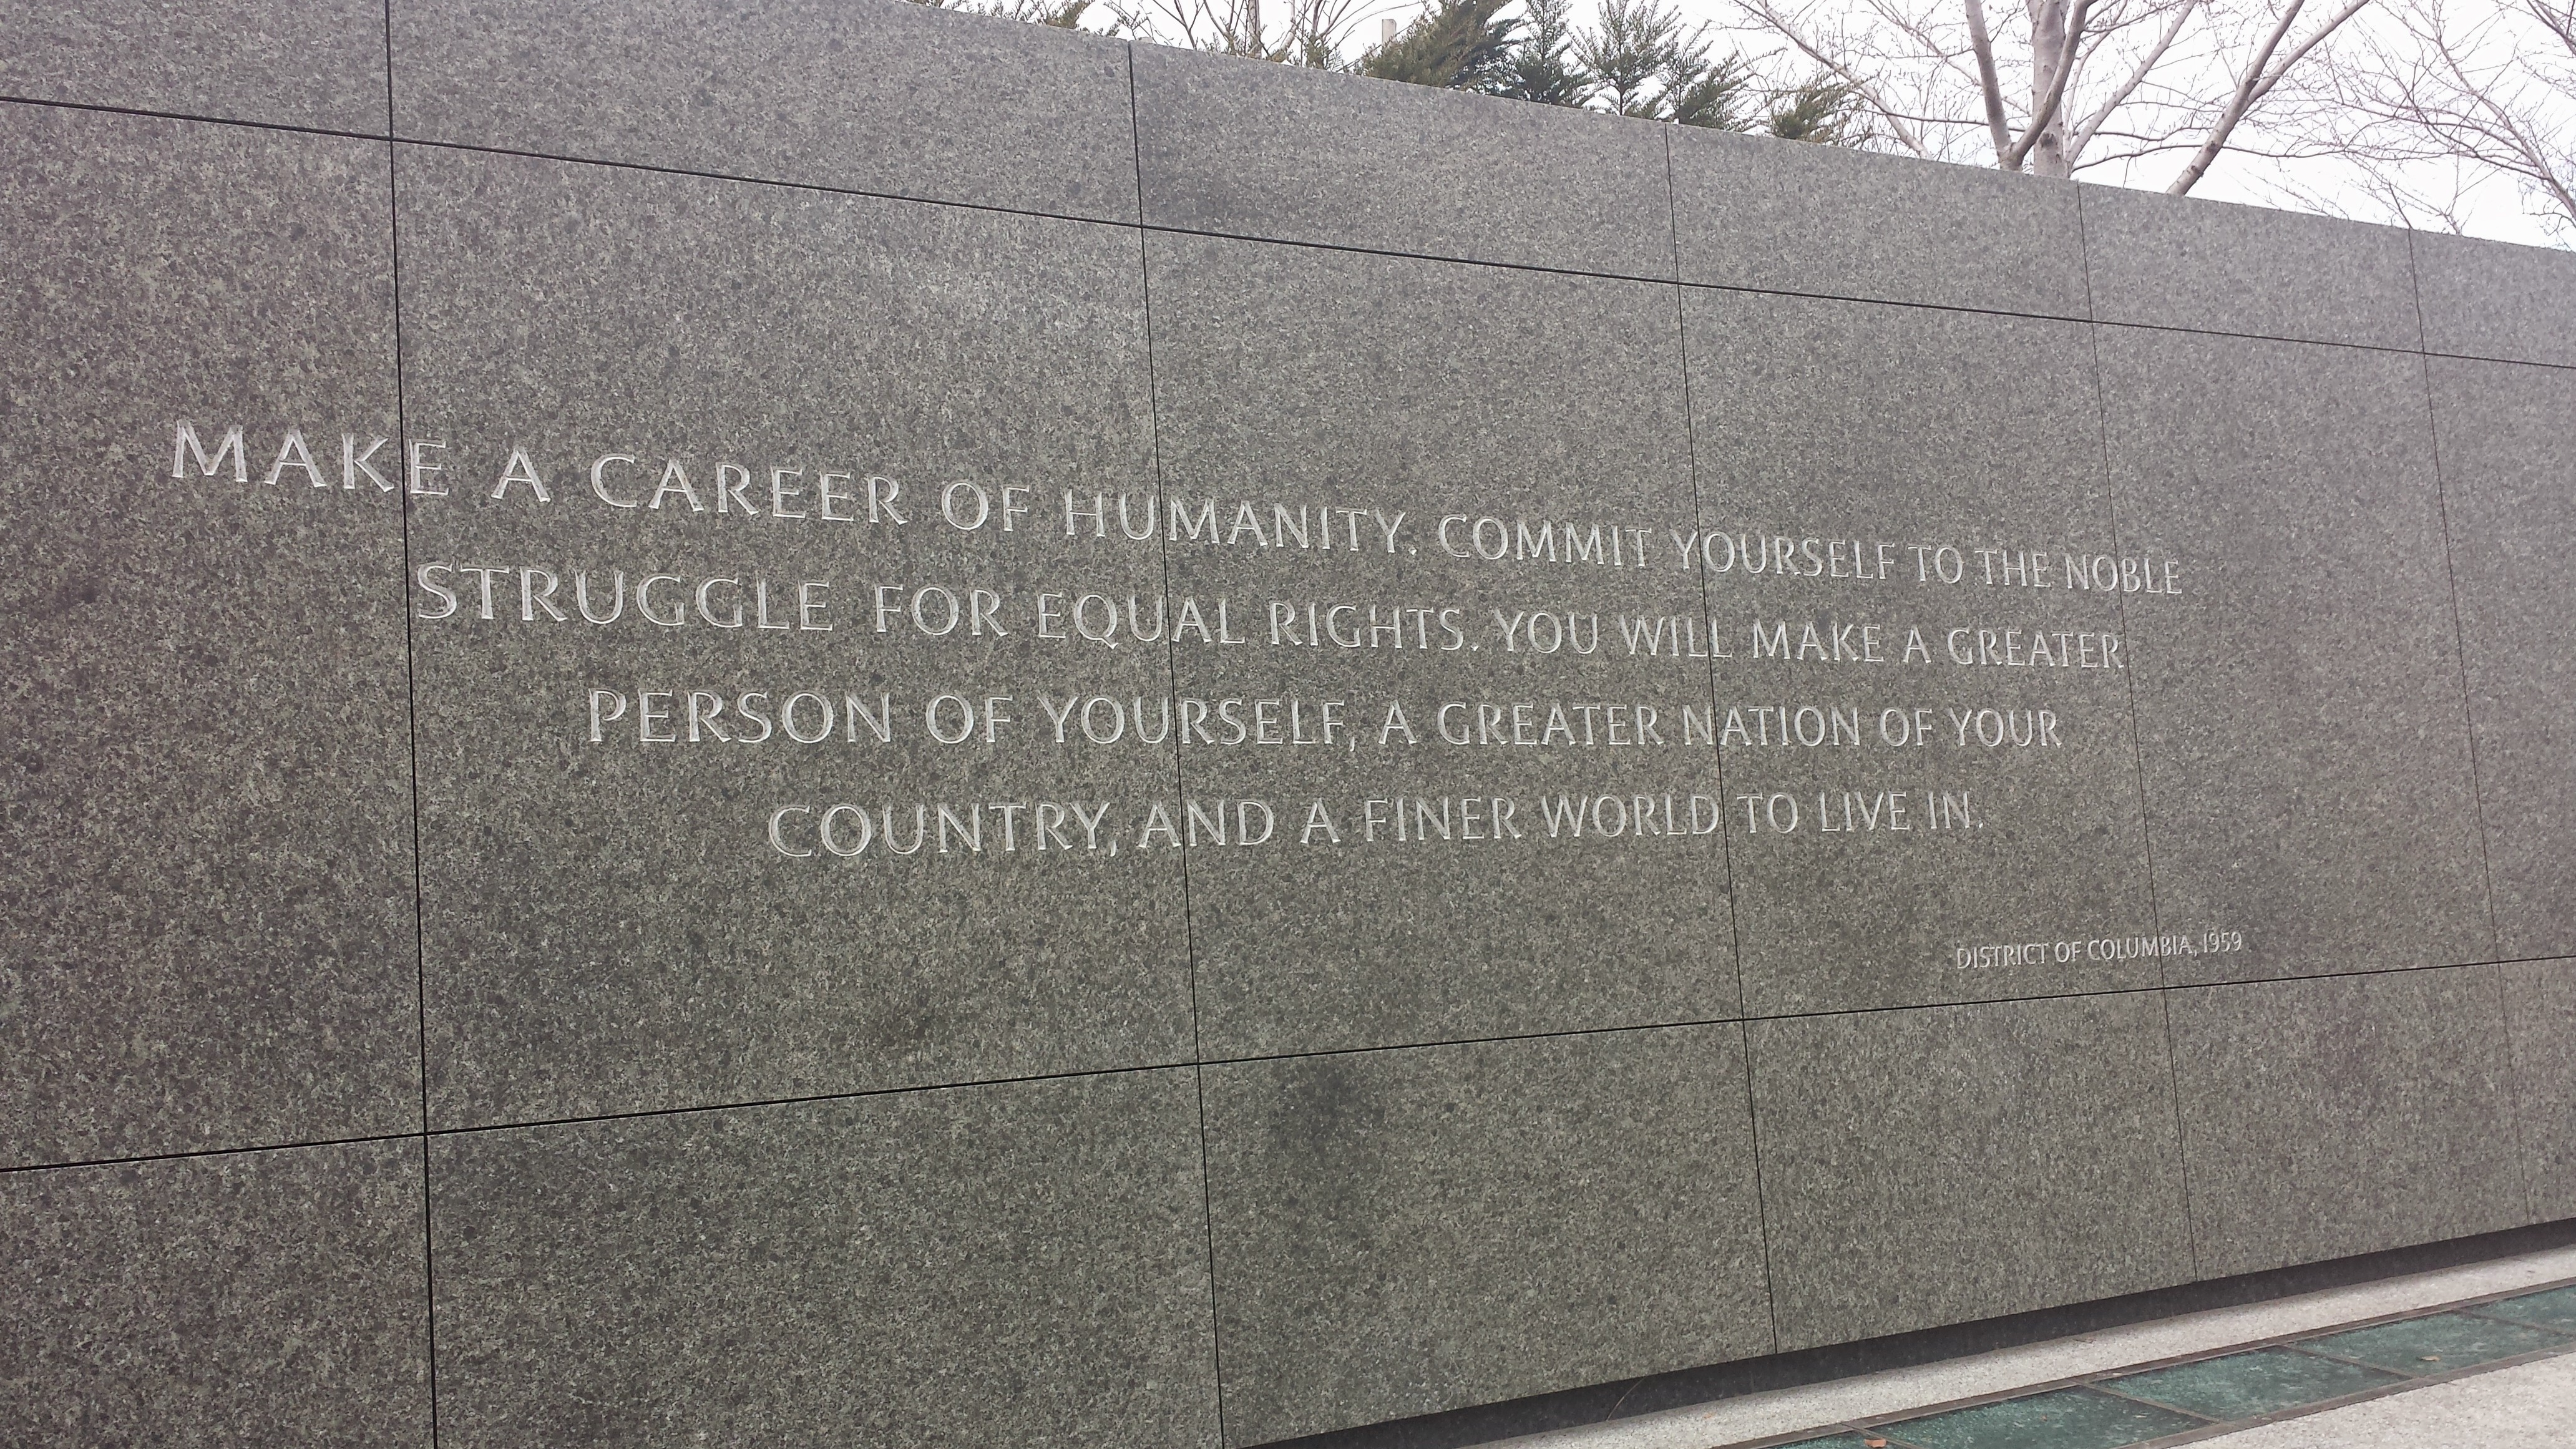 MAKE A CAREER OF HUMANITY. COMMIT YOURSELF TO THE NOBLE
STRUGGLE FOR EQUAL RIGHTS. YOU WILL MAKE A GREATER
PERSON OF YOURSELF, A GREATER NATION OF YOUR
COUNTRY, AND A FINER WORLD TO LIVE IN.
DISTRICT OF COLUMBIA, 1959